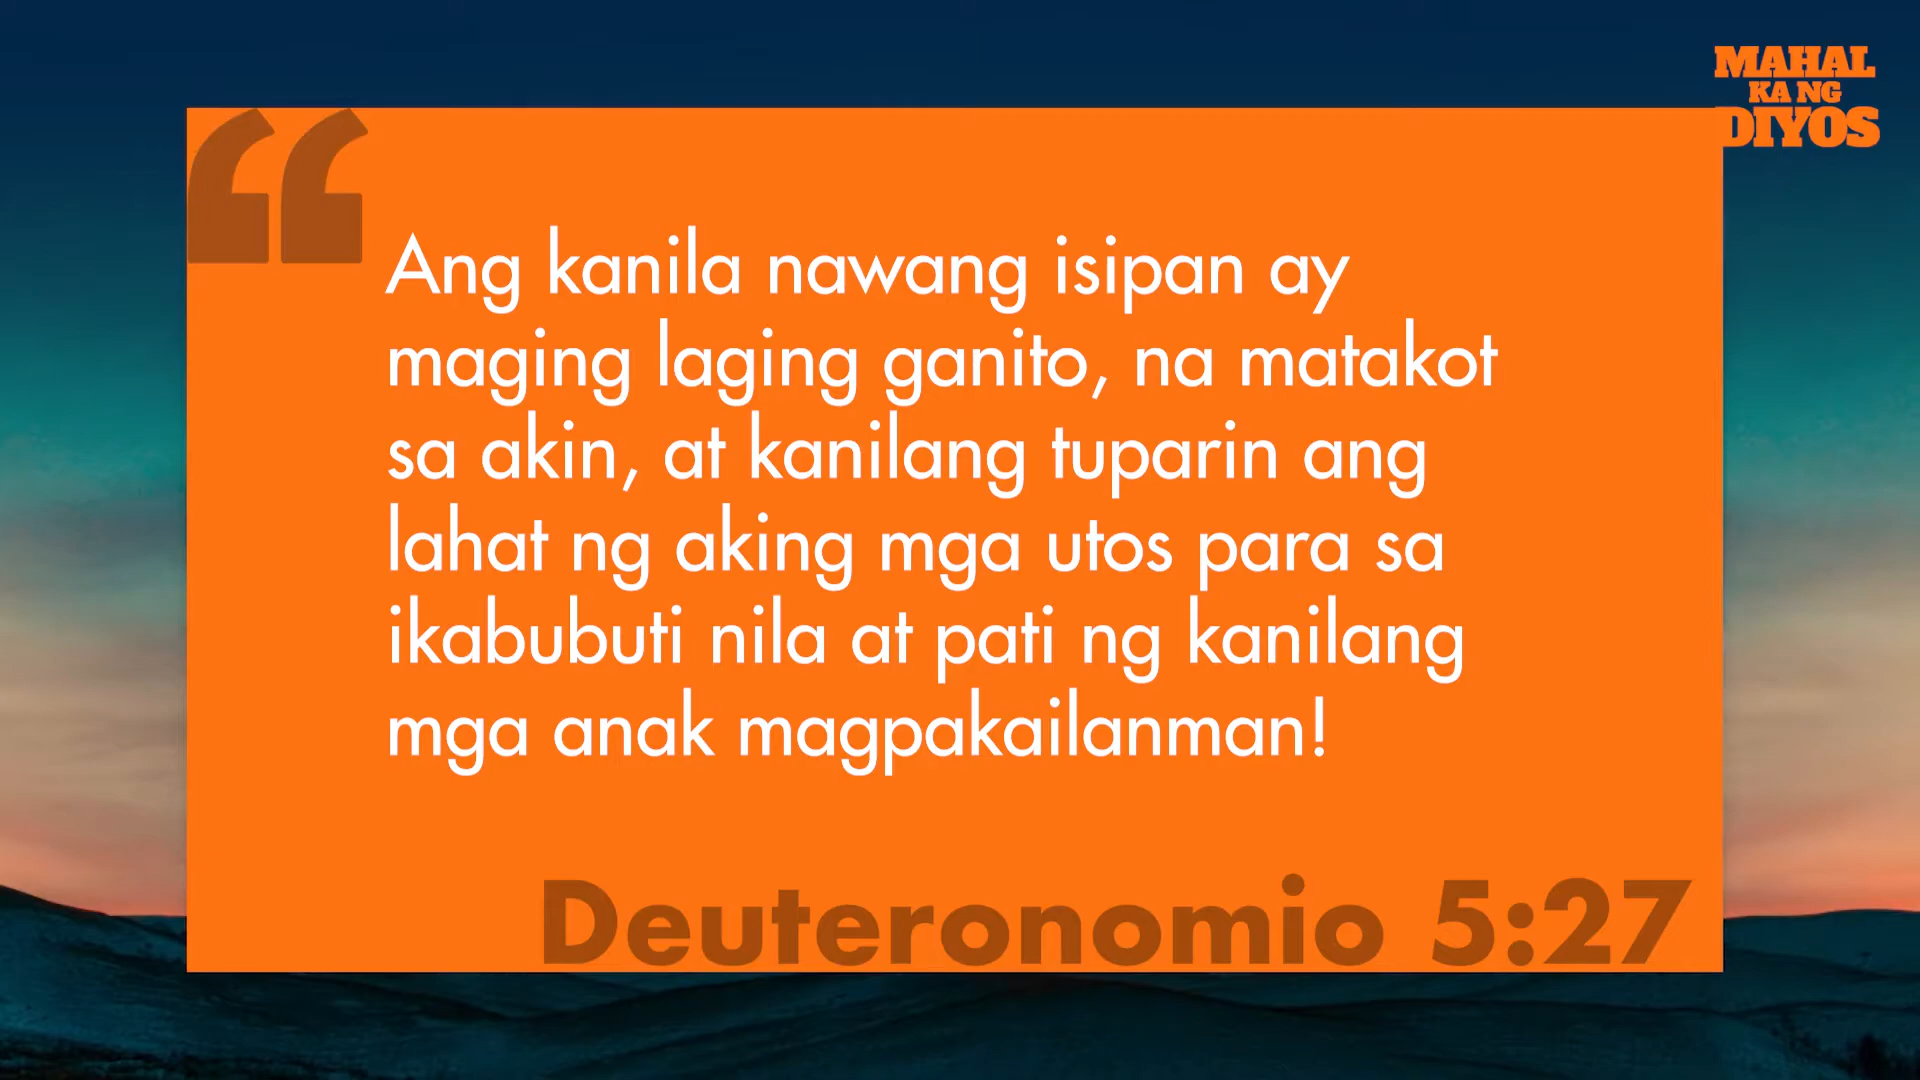 MAHAL
KA NG
DIYOS
Ang kanila nawang isipan ay
maging laging ganito, na matakot
sa akin, at kanilang tuparin ang
lahat ng aking mga utos para sa
ikabubuti nila at pati ng kanilang
mga anak magpakailanman!
Deuteronomio 5:27